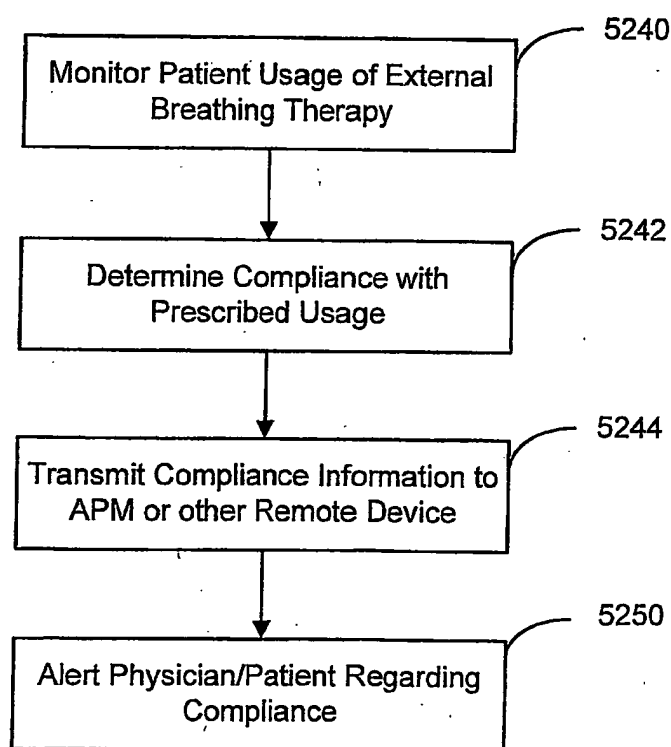 5240
Monitor Patient Usage of External
Breathing Therapy
5242
Determine Compliance with
Prescribed Usage
5244
Transmit Compliance Information to
APM or other Remote Device
5250
Alert Physician/Patient Regarding
Compliance